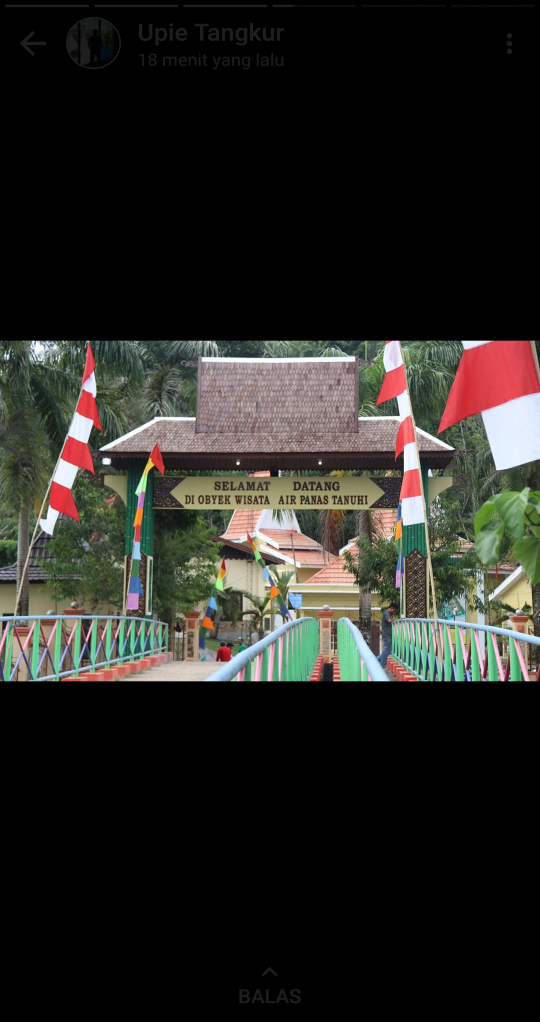 Upie Tangkur
18 menit yang lalu
SELAMAT DATANG
DI OBYEK WISATA AIR PANAS TANUHI
BALAS